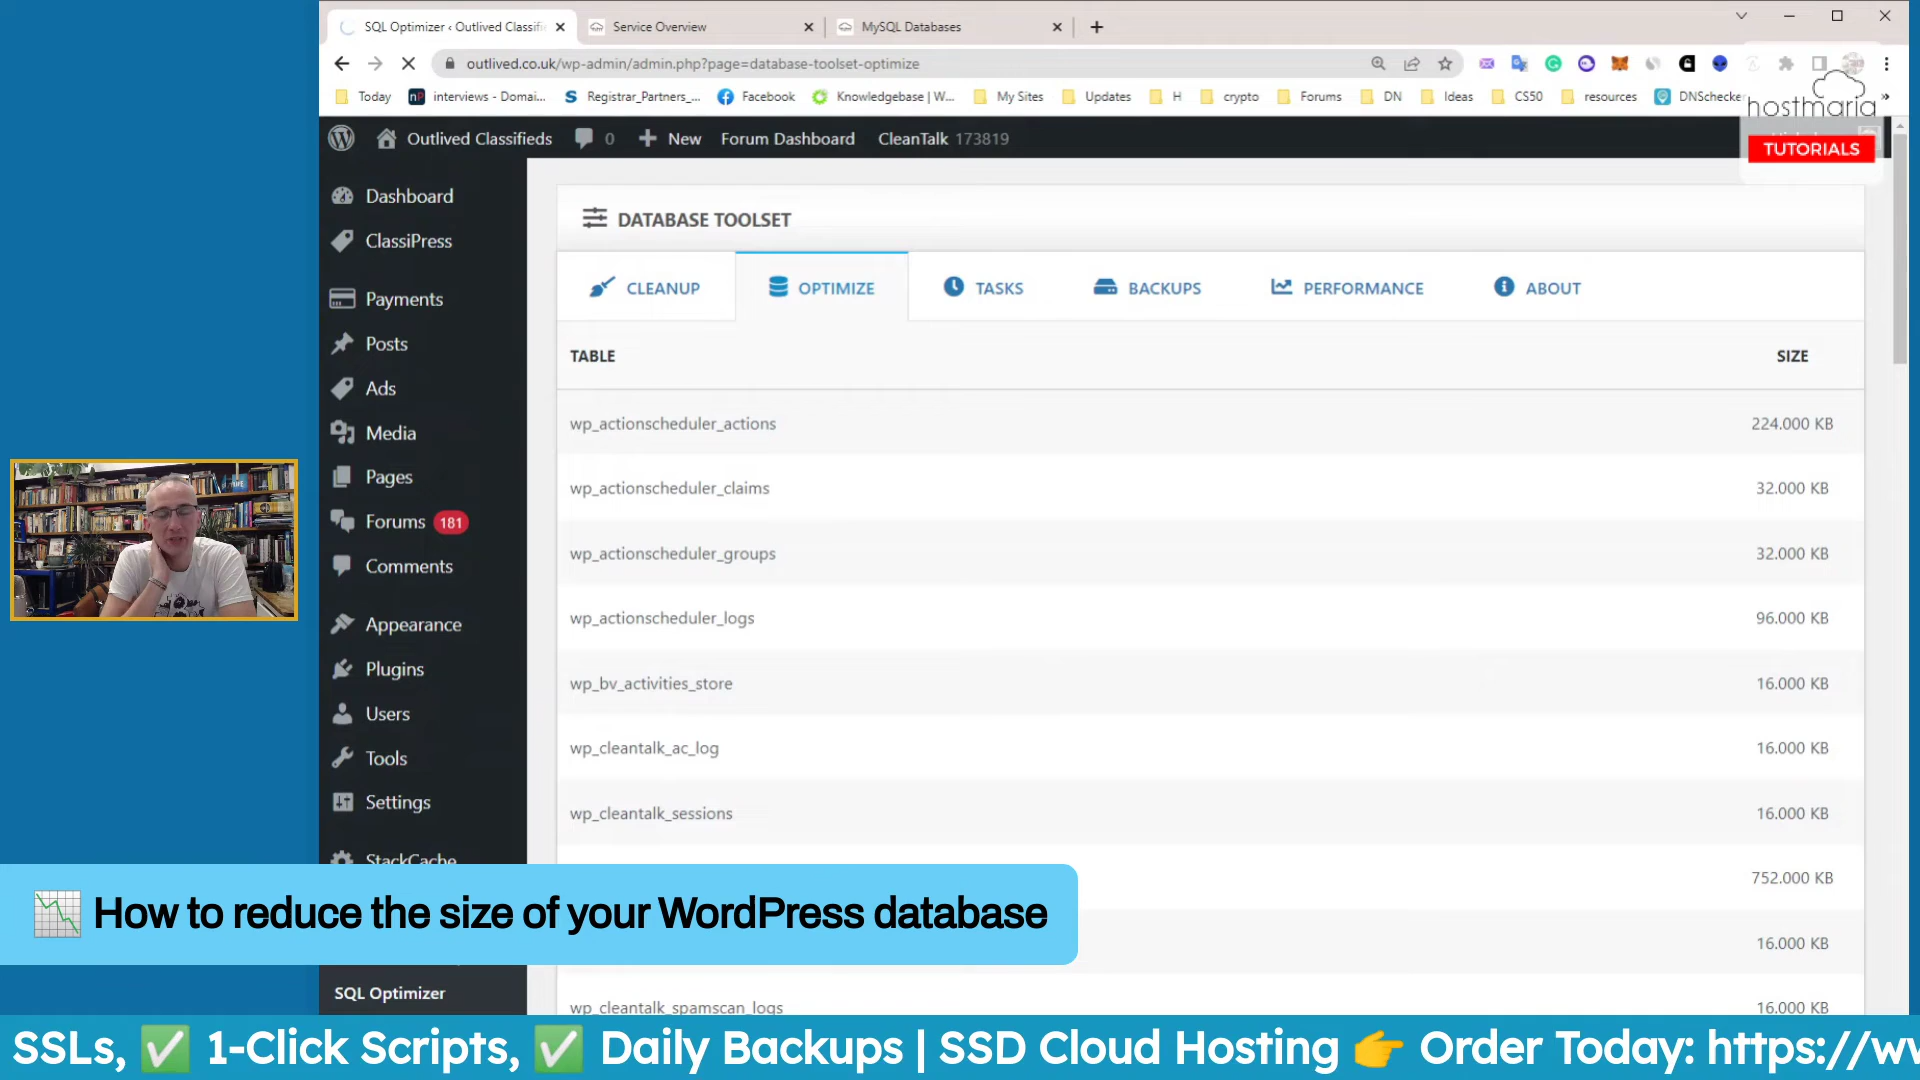 SQL Optimizer ‹ Outlived Classifi
Service Overview
MySQL Databases
outlived.co.uk/wp-admin/admin.php?page=database-toolset-optimize
Today
interviews - Domai...
Registrar_Partners_...
Facebook
Knowledgebase | W...
My Sites
Updates
H
crypto
Forums
DN
Ideas
CS50
resources
DNSchecke
hostmaria
TUTORIALS
Outlived Classifieds
0
New
Forum Dashboard
CleanTalk 173819
Dashboard
ClassiPress
Payments
Posts
Ads
Media
Pages
Forums 181
Comments
Appearance
Plugins
Users
Tools
Settings
StackCache
SQL Optimizer
DATABASE TOOLSET
CLEANUP
OPTIMIZE
TASKS
BACKUPS
PERFORMANCE
ABOUT
TABLE SIZE
wp_actionscheduler_actions 224.000 KB
wp_actionscheduler_claims 32.000 KB
wp_actionscheduler_groups 32.000 KB
wp_actionscheduler_logs 96.000 KB
wp_bv_activities_store 16.000 KB
wp_cleantalk_ac_log 16.000 KB
wp_cleantalk_sessions 16.000 KB
752.000 KB
16.000 KB
wp_cleantalk_spamscan_logs 16.000 KB
How to reduce the size of your WordPress database
SSLs, ✅ 1-Click Scripts, ✅ Daily Backups | SSD Cloud Hosting 👉 Order Today: https://wv